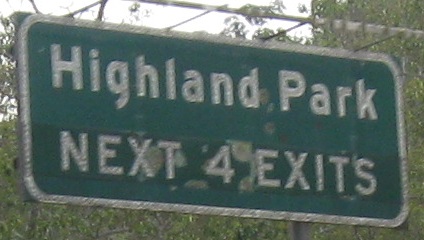 Highland Park
NEXT 4 EXITS